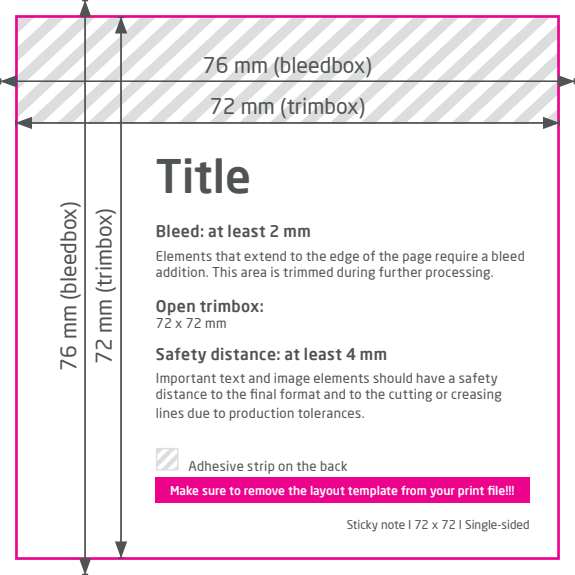 76 mm (bleedbox)
72 mm (trimbox)
76 mm (bleedbox)
72 mm (trimbox)
Title
Bleed: at least 2 mm
Elements that extend to the edge of the page require a bleed
addition. This area is trimmed during further processing.
Open trimbox:
72 x 72 mm
Safety distance: at least 4 mm
Important text and image elements should have a safety
distance to the final format and to the cutting or creasing
lines due to production tolerances.
Adhesive strip on the back
Make sure to remove the layout template from your print file!!!
Sticky note I 72 x 72 I Single-sided